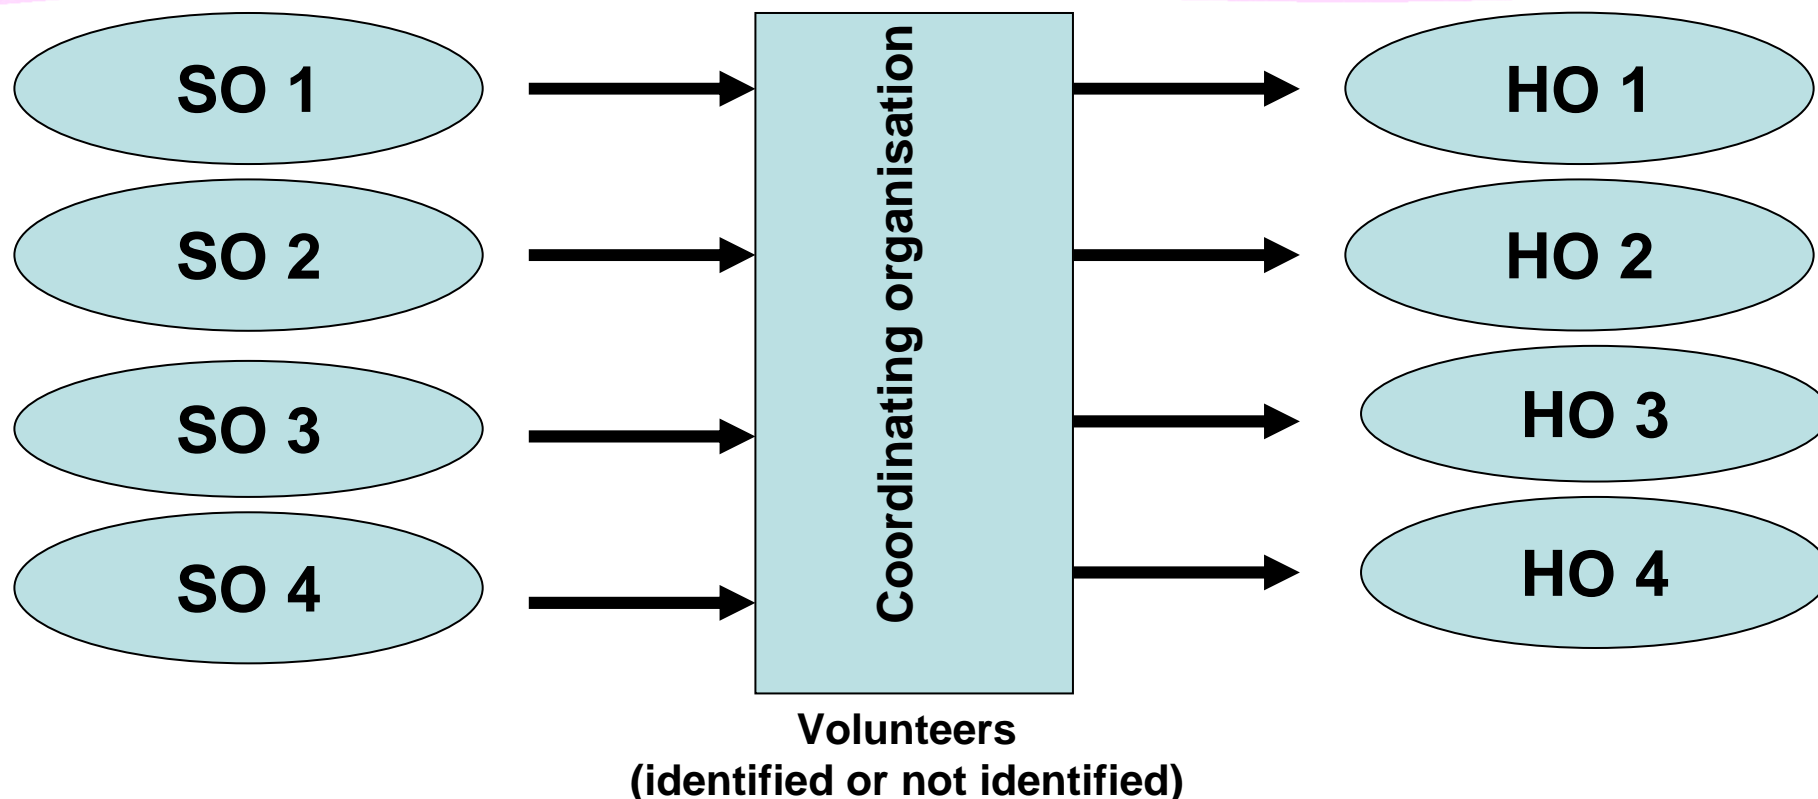 SO 1
SO 2
SO 3
SO 4
Coordinating organisation
HO 1
HO 2
HO 3
HO 4
Volunteers
(identified or not identified)